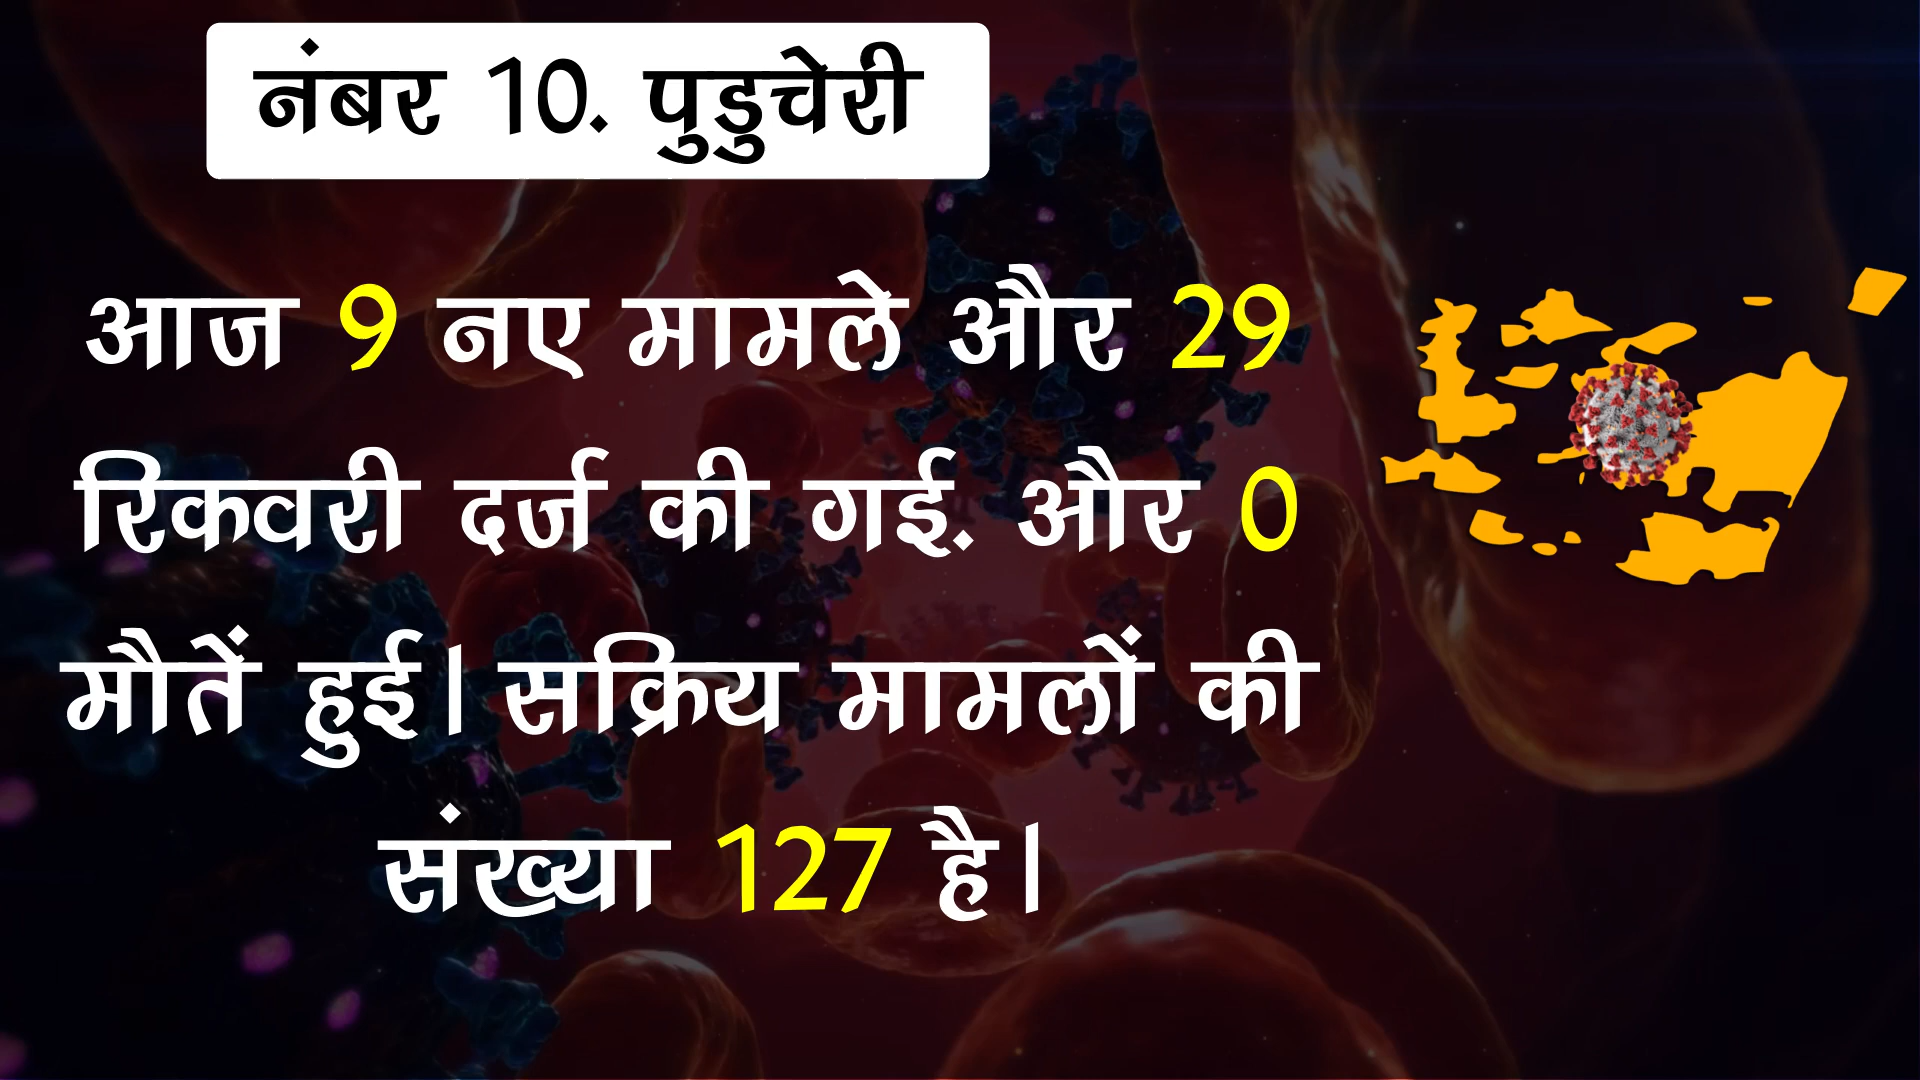 नंबर 10. पुडुचेरी
आज 9 नए मामले और 29
रिकवरी दर्ज की गई. और 0
मौतें हुई। सक्रिय मामलों की
संख्या 127 है।